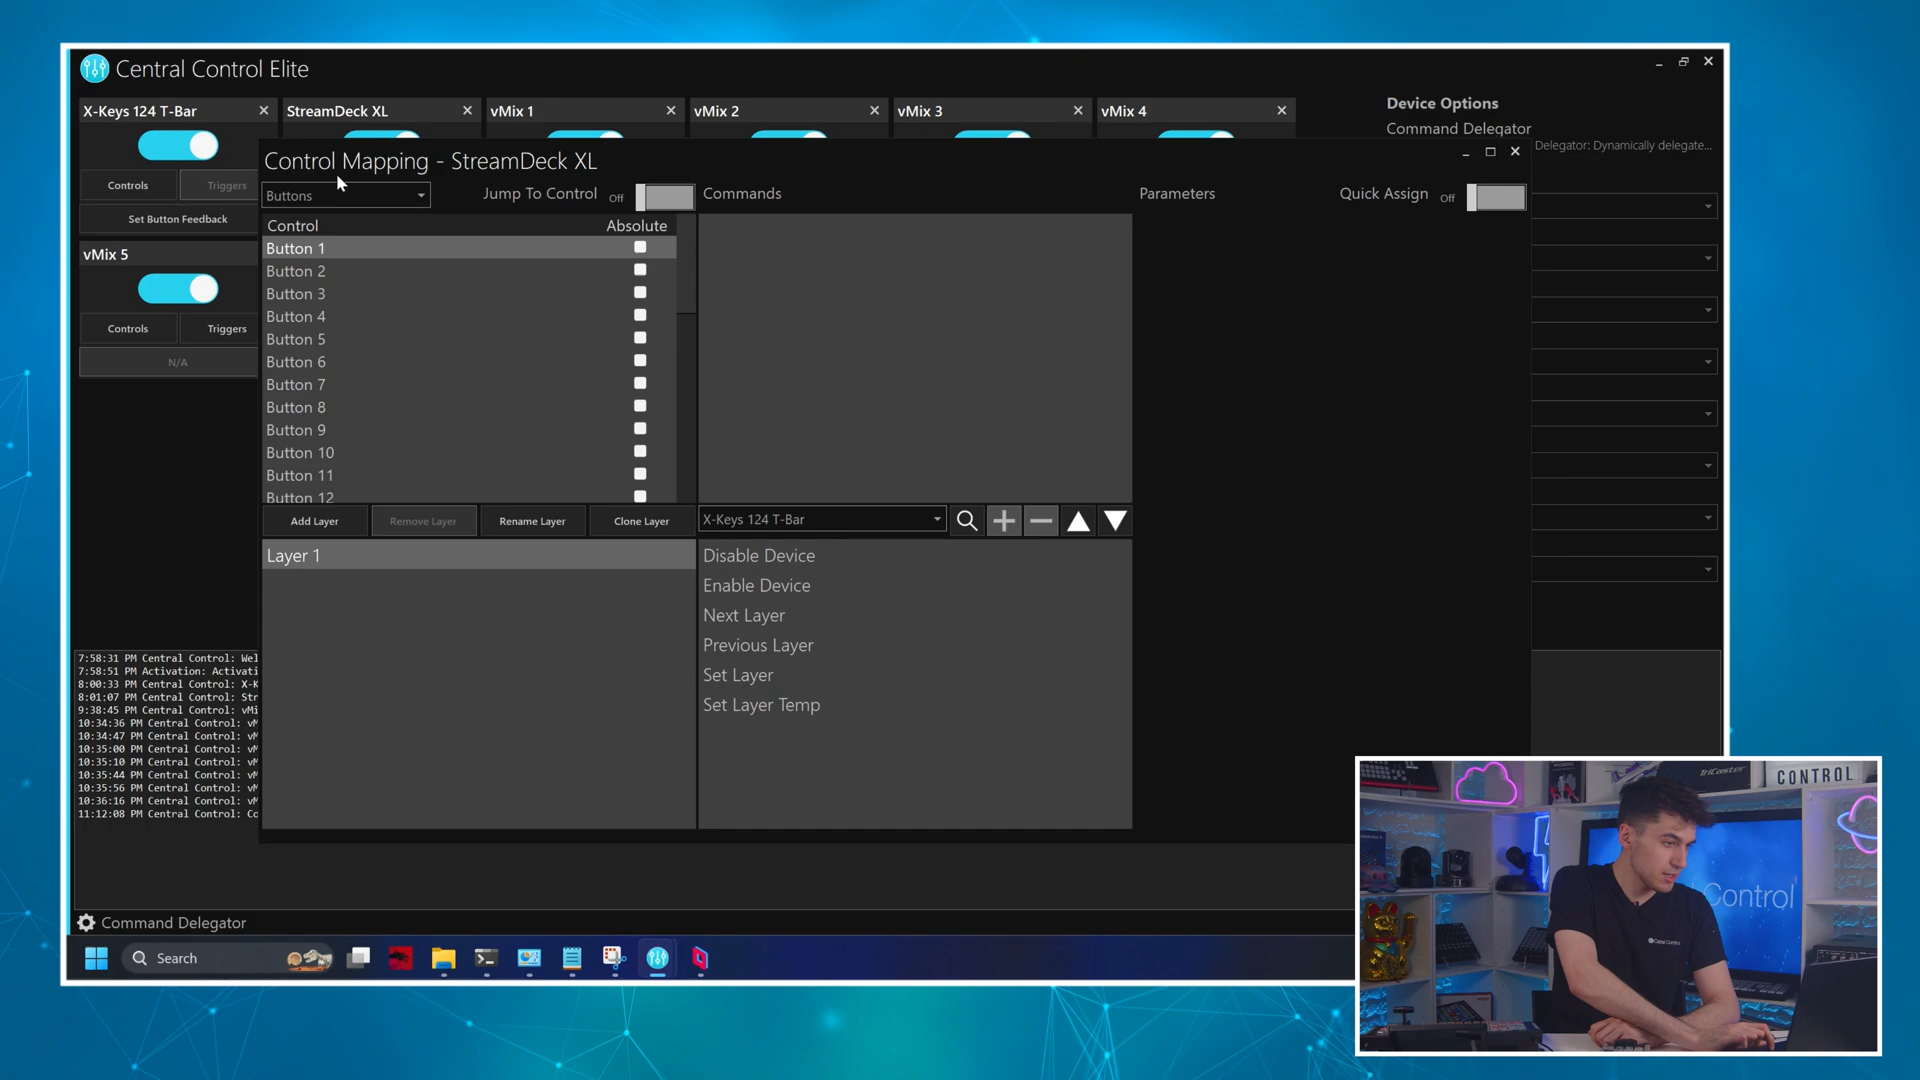 Central Control Elite
X-Keys 124 T-Bar
StreamDeck XL
vMix 1
vMix 2
vMix 3
vMix 4
Device Options
Command Delegator
Delegator: Dynamically delegate...
Controls
Triggers
Set Button Feedback
vMix 5
Controls
Triggers
N/A
Control Mapping - StreamDeck XL
Buttons
Jump To Control
Off
Commands
Parameters
Quick Assign
Off
Control
Absolute
Button 1
Button 2
Button 3
Button 4
Button 5
Button 6
Button 7
Button 8
Button 9
Button 10
Button 11
Button 12
Add Layer
Remove Layer
Rename Layer
Clone Layer
X-Keys 124 T-Bar
Layer 1
Disable Device
Enable Device
Next Layer
Previous Layer
Set Layer
Set Layer Temp
7:58:31 PM Central Control: Wel
7:58:51 PM Activation: Activati
8:00:33 PM Central Control: X-K
8:01:07 PM Central Control: Str
9:38:45 PM Central Control: vMi
10:34:36 PM Central Control: vM
10:34:47 PM Central Control: vM
10:35:00 PM Central Control: vM
10:35:10 PM Central Control: vM
10:35:44 PM Central Control: vM
10:35:56 PM Central Control: vM
10:36:16 PM Central Control: vM
11:12:08 PM Central Control: Co
Command Delegator
Search
TriCaster
CONTROL
Control
Central Control